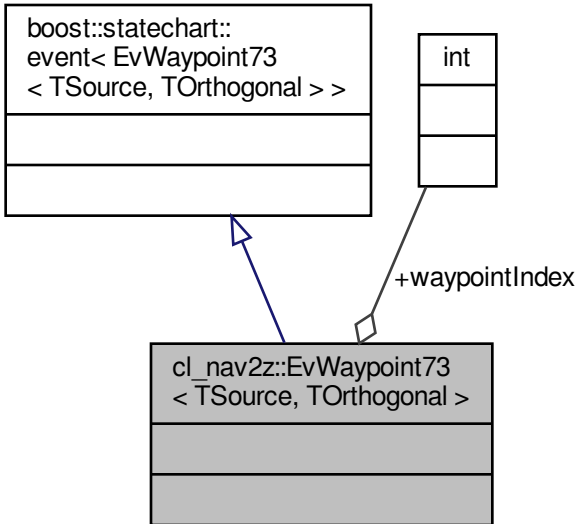 boost::statechart::
event< EvWaypoint73
< TSource, TOrthogonal > >
int
+waypointIndex
cl_nav2z::EvWaypoint73
< TSource, TOrthogonal >